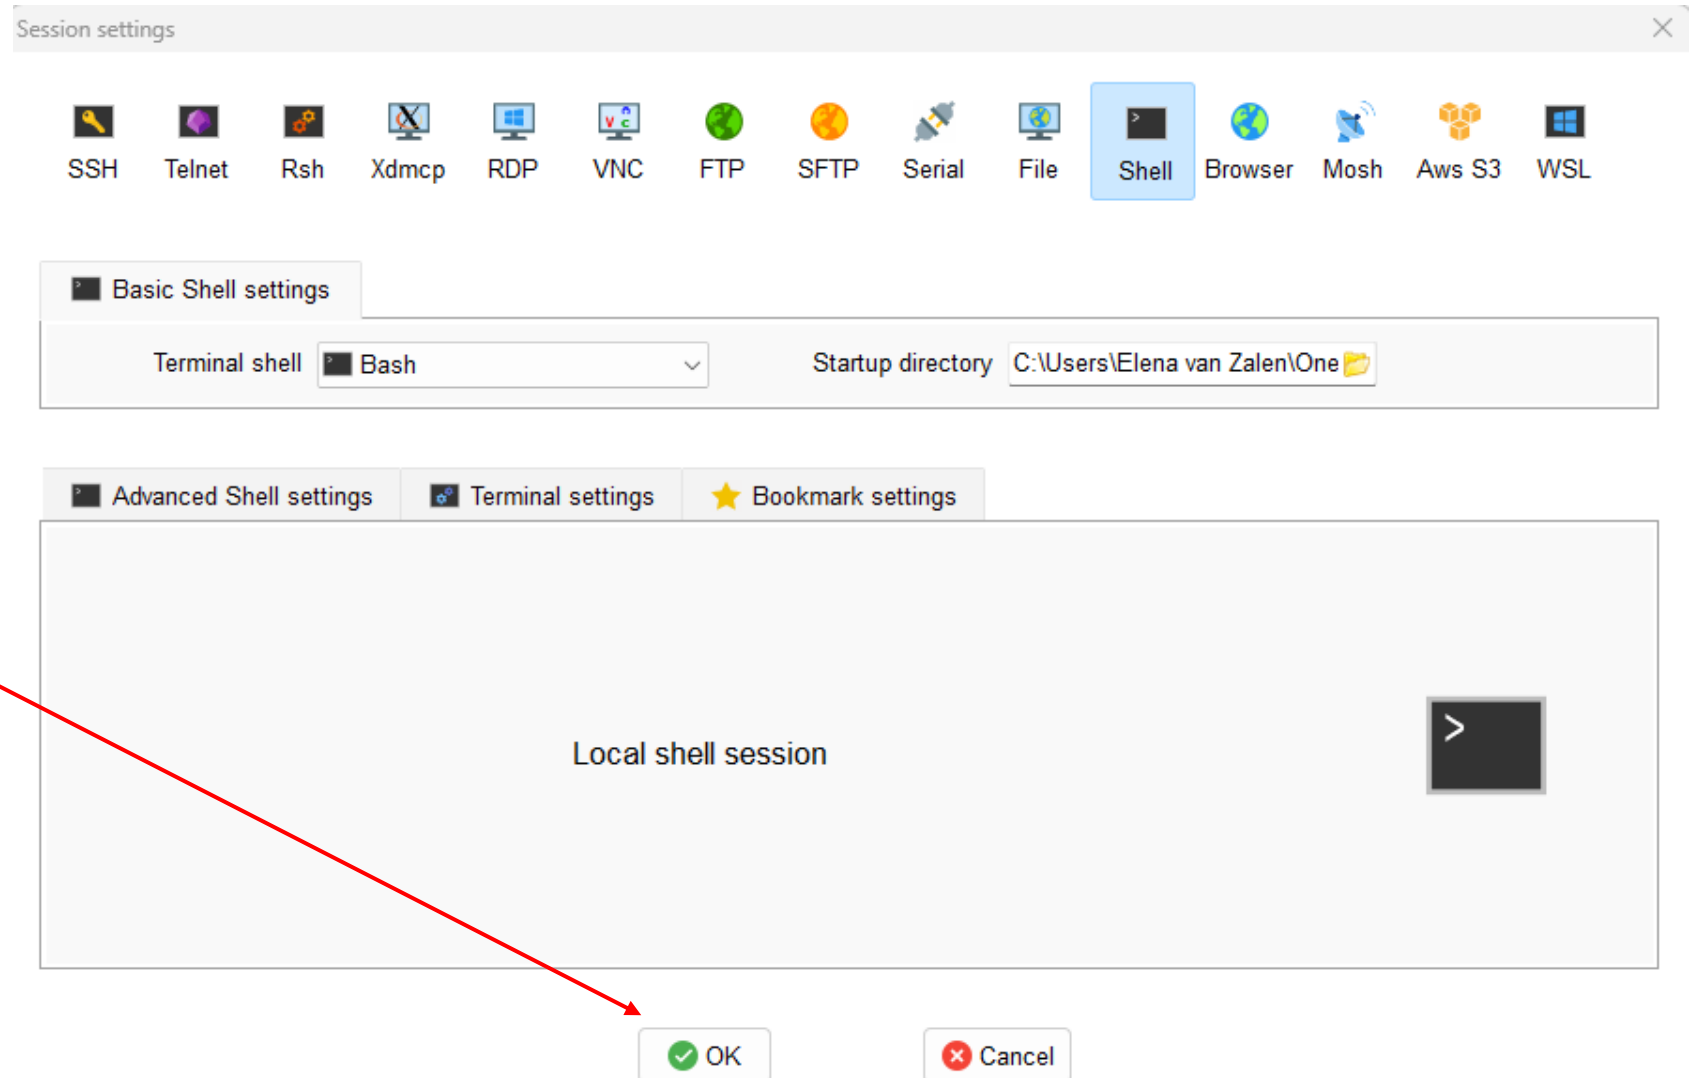 Session settings
SSH Telnet Rsh Xdmcp RDP VNC FTP SFTP Serial File Shell Browser Mosh Aws S3 WSL
Basic Shell settings
Terminal shell Bash Startup directory C:\Users\Elena van Zalen\One
Advanced Shell settings Terminal settings Bookmark settings
Local shell session
OK Cancel